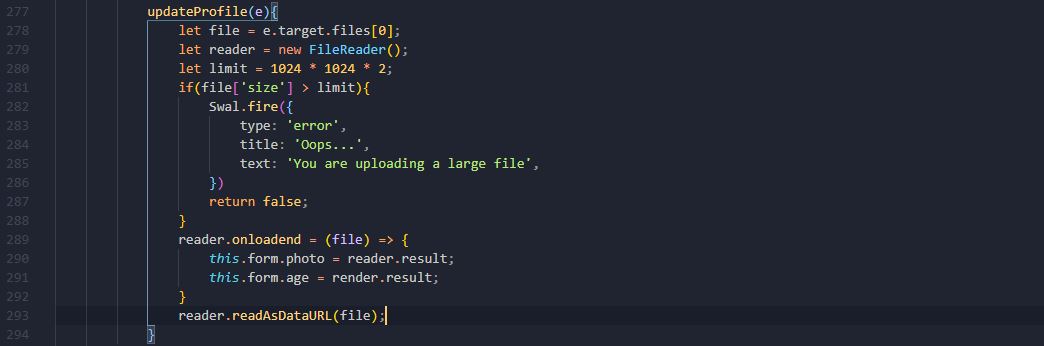 277 updateProfile(e){
278 let file = e.target.files[0];
279 let reader = new FileReader();
280 let limit = 1024 * 1024 * 2;
281 if(file['size'] > limit){
282 Swal.fire({
283 type: 'error',
284 title: 'Oops...',
285 text: 'You are uploading a large file',
286 })
287 return false;
288 }
289 reader.onloadend = (file) => {
290 this.form.photo = reader.result;
291 this.form.age = render.result;
292 }
293 reader.readAsDataURL(file);
294 }